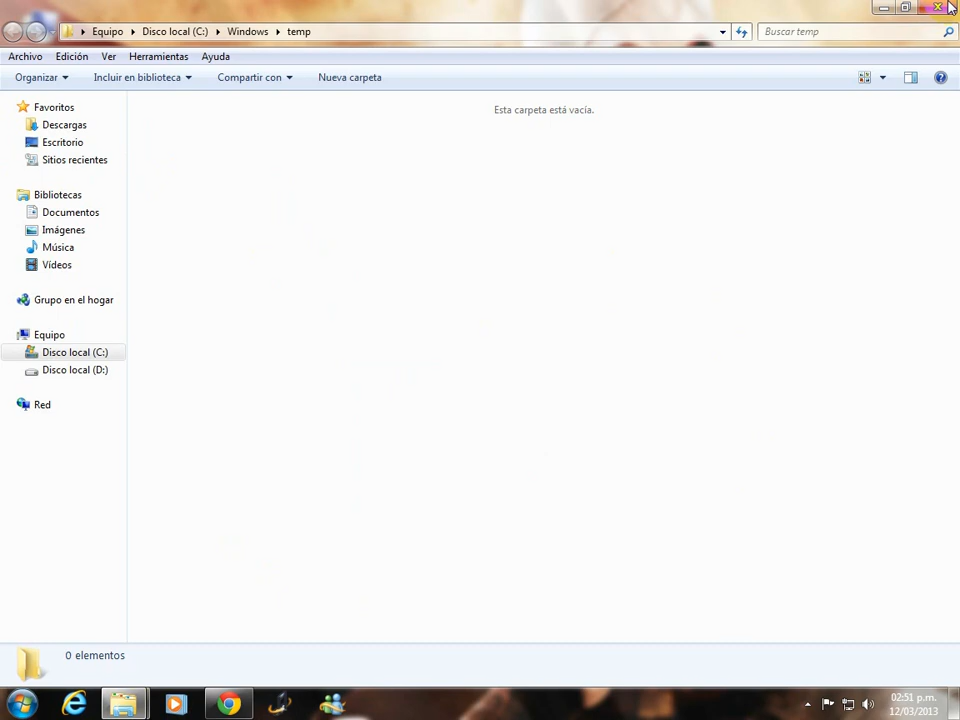 Equipo
Disco local (C:)
Windows
temp
Buscar temp
Archivo Edición Ver Herramientas Ayuda
Organizar Incluir en biblioteca Compartir con Nueva carpeta
Favoritos
Descargas
Escritorio
Sitios recientes
Bibliotecas
Documentos
Imágenes
Música
Vídeos
Grupo en el hogar
Equipo
Disco local (C:)
Disco local (D:)
Red
Esta carpeta está vacía.
0 elementos
02:51 p.m.
12/03/2013